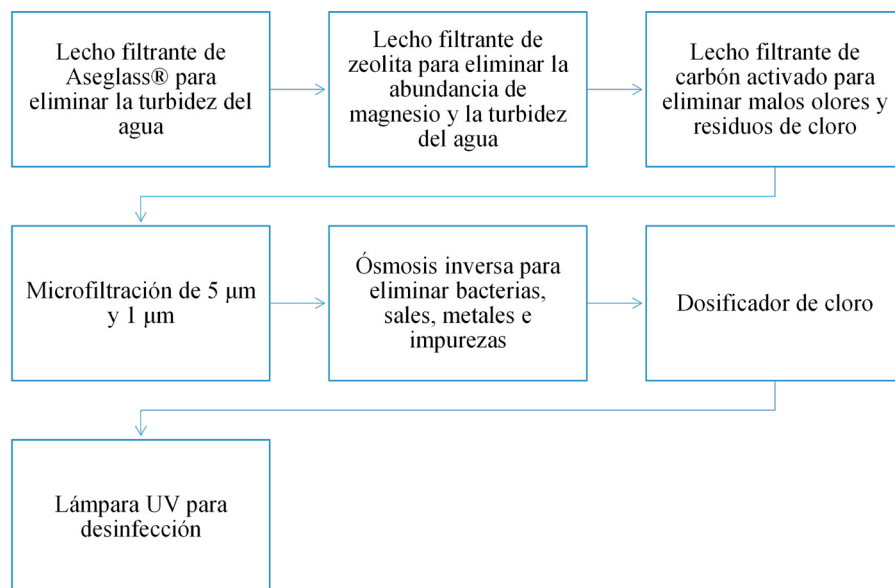 Lecho filtrante de
Aseglass® para
eliminar la turbidez del
agua
Lecho filtrante de
zeolita para eliminar la
abundancia de
magnesio y la turbidez
del agua
Lecho filtrante de
carbón activado para
eliminar malos olores y
residuos de cloro
Microfiltración de 5 μm
y 1 μm
Ósmosis inversa para
eliminar bacterias,
sales, metales e
impurezas
Dosificador de cloro
Lámpara UV para
desinfección